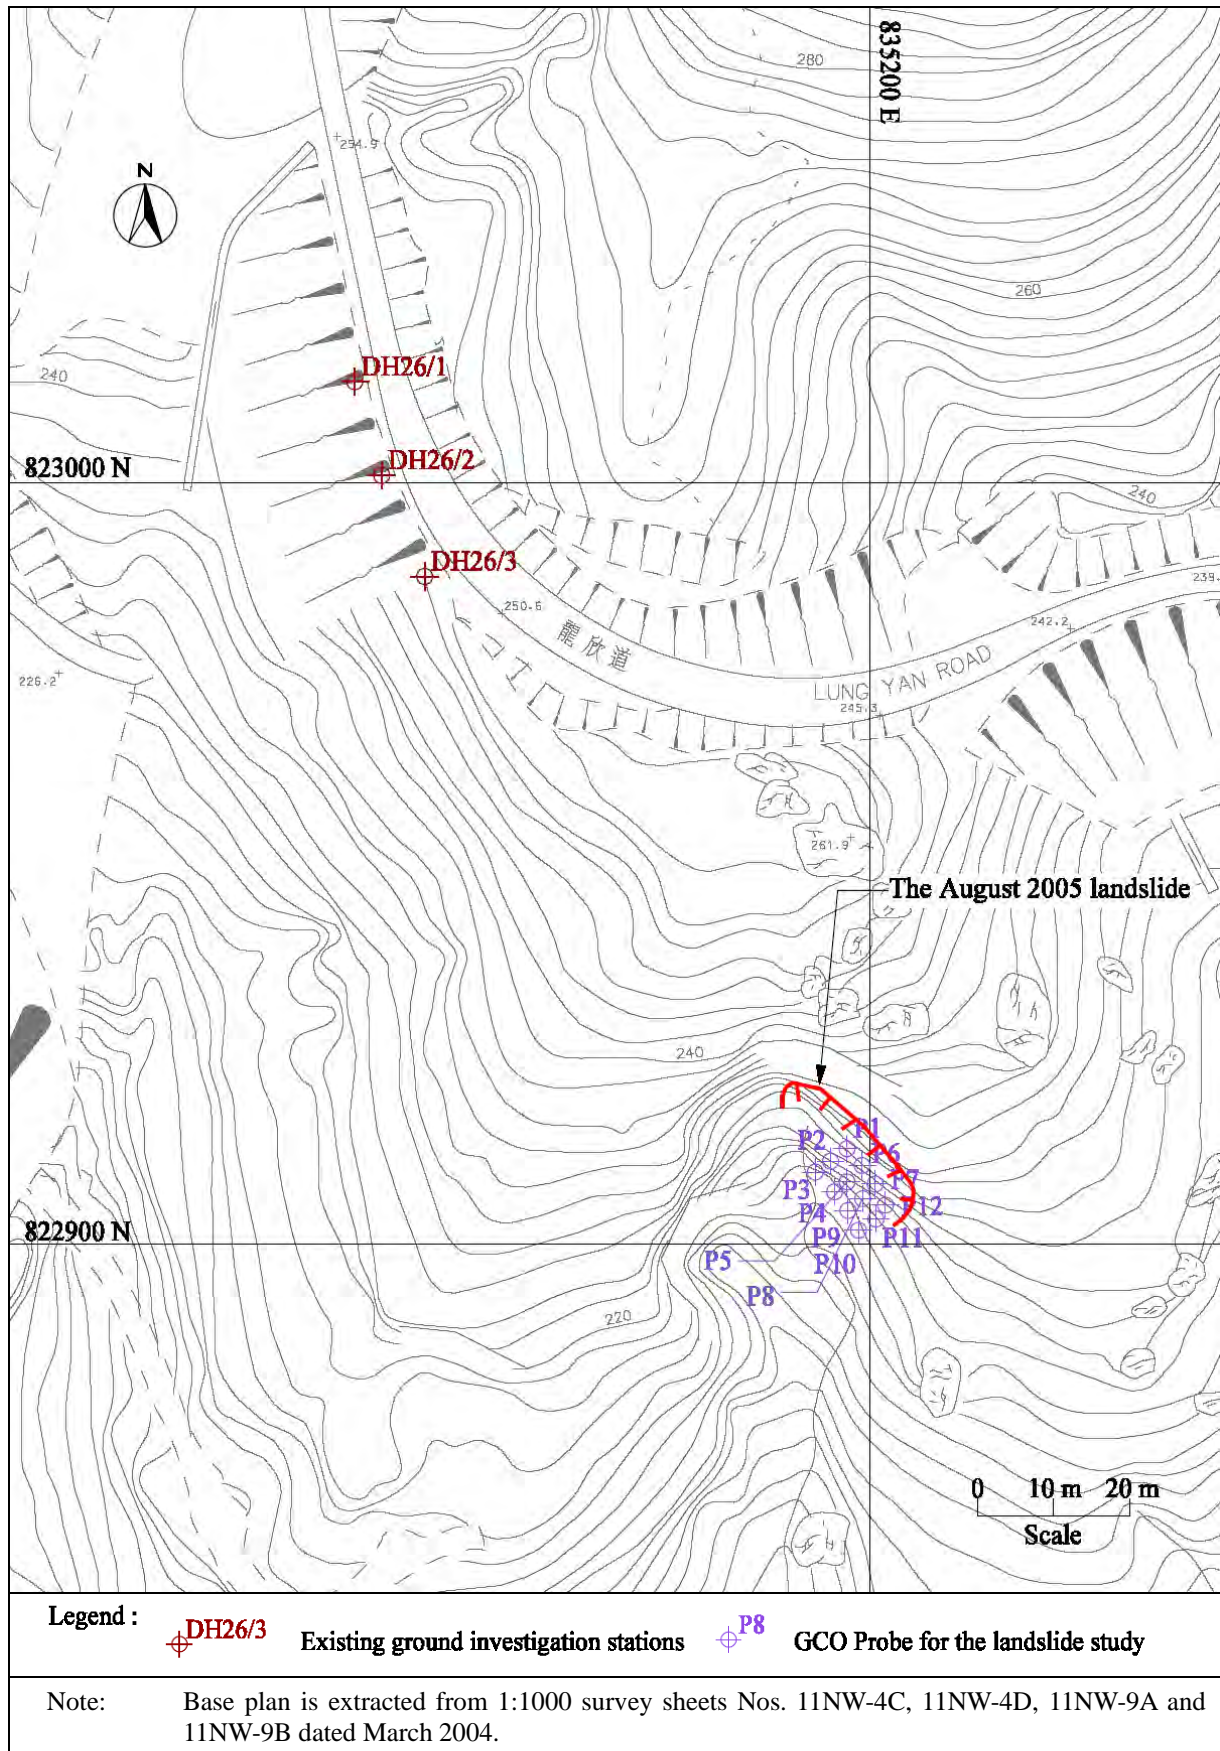 280
835200 E
254.9
N
260
240
DH26/1
DH26/2
823000 N
240
DH26/3
250.6
龍欣道
242.2
LUNG YAN ROAD
226.2
245.3
261.9
The August 2005 landslide
240
P1
P2
P6
P7
P3
P12
P4
822900 N
P9
P11
P5
P10
P8
220
0 10 m 20 m
Scale
Legend :
DH26/3
Existing ground investigation stations
P8
GCO Probe for the landslide study
Note: Base plan is extracted from 1:1000 survey sheets Nos. 11NW-4C, 11NW-4D, 11NW-9A and
11NW-9B dated March 2004.